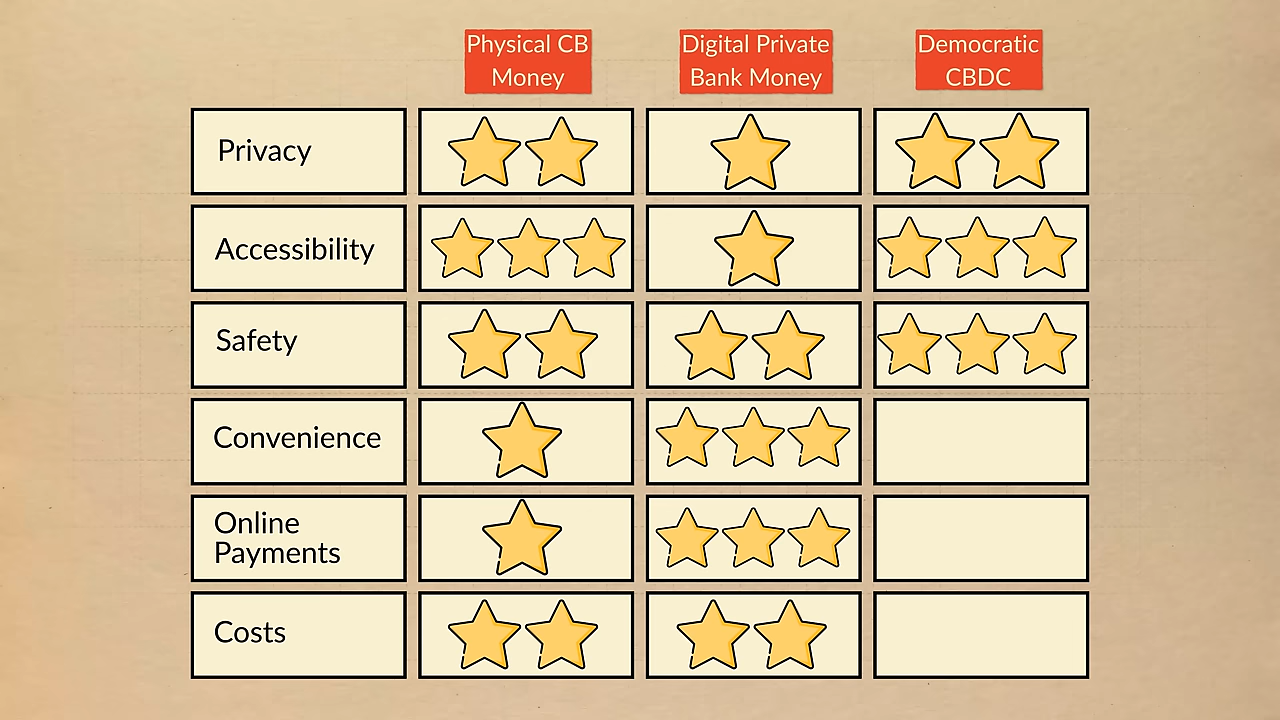 Physical CB
Money
Digital Private
Bank Money
Democratic
CBDC
Privacy
Accessibility
Safety
Convenience
Online
Payments
Costs